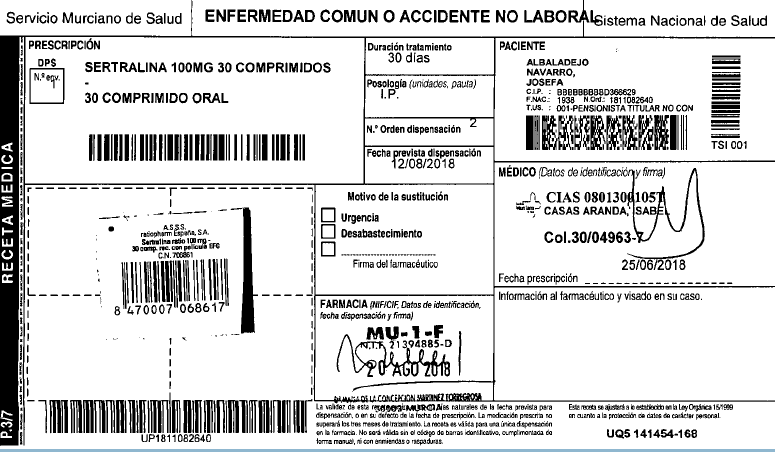 Servicio Murciano de Salud
ENFERMEDAD COMUN O ACCIDENTE NO LABORAL
Sistema Nacional de Salud
RECETA MEDICA
P.3/7
PRESCRIPCIÓN
DPS
N.º eqv.
1
SERTRALINA 100MG 30 COMPRIMIDOS
-
30 COMPRIMIDO ORAL
Duración tratamiento
30 días
Posología (unidades, pauta)
I.P.
N.º Orden dispensación 2
Fecha prevista dispensación
12/08/2018
PACIENTE
ALBALADEJO
NAVARRO,
JOSEFA
C.I.P. : BBBBBBBBBD366629
F.NAC.: 1938 N.Ord.: 1811082640
T.US. : 001-PENSIONISTA TITULAR NO CON
TSI 001
MÉDICO (Datos de identificación y firma)
CIAS 0801300105T
CASAS ARANDA, ISABEL
Col.30/04963-7
25/06/2018
Fecha prescripción
A.S.S.S.
ratiopharm España, S.A.
Sertralina ratio 100 mg -
30 comp. rec. con película EFG
C.N. 706861
8 470007 068617
Motivo de la sustitución
Urgencia
Desabastecimiento
Firma del farmacéutico
FARMACIA (NIF/CIF, Datos de identificación,
fecha dispensación y firma)
MU-1-F
N.I.F. 21394885-D
20 AGO 2018
DE LA CONCEPCION MARTINEZ TORREGROSA
MURCIA
Información al farmacéutico y visado en su caso.
UP1811082640
La validez de esta receta días naturales de la fecha prevista para
dispensación, o en su defecto de la fecha de prescripción. La medicación prescrita no
superará los tres meses de tratamiento. La receta es válida para una única dispensación
en la farmacia. No será válida sin el código de barras identificativo, cumplimentada de
forma manual, ni con enmiendas o raspaduras.
Esta receta se ajustará a lo establecido en la Ley Orgánica 15/1999
en cuanto a la protección de datos de carácter personal.
UQ5 141454-168